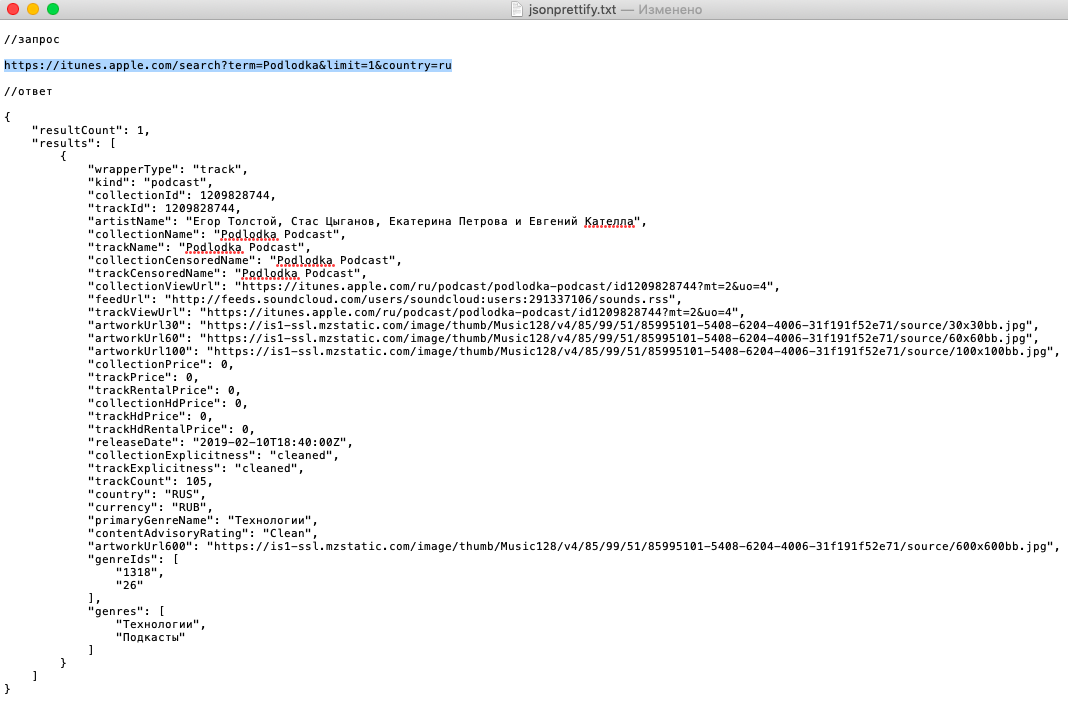 jsonprettify.txt — Изменено
//запрос
https://itunes.apple.com/search?term=Podlodka&limit=1&country=ru
//ответ
{
    "resultCount": 1,
    "results": [
        {
            "wrapperType": "track",
            "kind": "podcast",
            "collectionId": 1209828744,
            "trackId": 1209828744,
            "artistName": "Егор Толстой, Стас Цыганов, Екатерина Петрова и Евгений Кателла",
            "collectionName": "Podlodka Podcast",
            "trackName": "Podlodka Podcast",
            "collectionCensoredName": "Podlodka Podcast",
            "trackCensoredName": "Podlodka Podcast",
            "collectionViewUrl": "https://itunes.apple.com/ru/podcast/podlodka-podcast/id1209828744?mt=2&uo=4",
            "feedUrl": "http://feeds.soundcloud.com/users/soundcloud:users:291337106/sounds.rss",
            "trackViewUrl": "https://itunes.apple.com/ru/podcast/podlodka-podcast/id1209828744?mt=2&uo=4",
            "artworkUrl30": "https://is1-ssl.mzstatic.com/image/thumb/Music128/v4/85/99/51/85995101-5408-6204-4006-31f191f52e71/source/30x30bb.jpg",
            "artworkUrl60": "https://is1-ssl.mzstatic.com/image/thumb/Music128/v4/85/99/51/85995101-5408-6204-4006-31f191f52e71/source/60x60bb.jpg",
            "artworkUrl100": "https://is1-ssl.mzstatic.com/image/thumb/Music128/v4/85/99/51/85995101-5408-6204-4006-31f191f52e71/source/100x100bb.jpg",
            "collectionPrice": 0,
            "trackPrice": 0,
            "trackRentalPrice": 0,
            "collectionHdPrice": 0,
            "trackHdPrice": 0,
            "trackHdRentalPrice": 0,
            "releaseDate": "2019-02-10T18:40:00Z",
            "collectionExplicitness": "cleaned",
            "trackExplicitness": "cleaned",
            "trackCount": 105,
            "country": "RUS",
            "currency": "RUB",
            "primaryGenreName": "Технологии",
            "contentAdvisoryRating": "Clean",
            "artworkUrl600": "https://is1-ssl.mzstatic.com/image/thumb/Music128/v4/85/99/51/85995101-5408-6204-4006-31f191f52e71/source/600x600bb.jpg",
            "genreIds": [
                "1318",
                "26"
            ],
            "genres": [
                "Технологии",
                "Подкасты"
            ]
        }
    ]
}